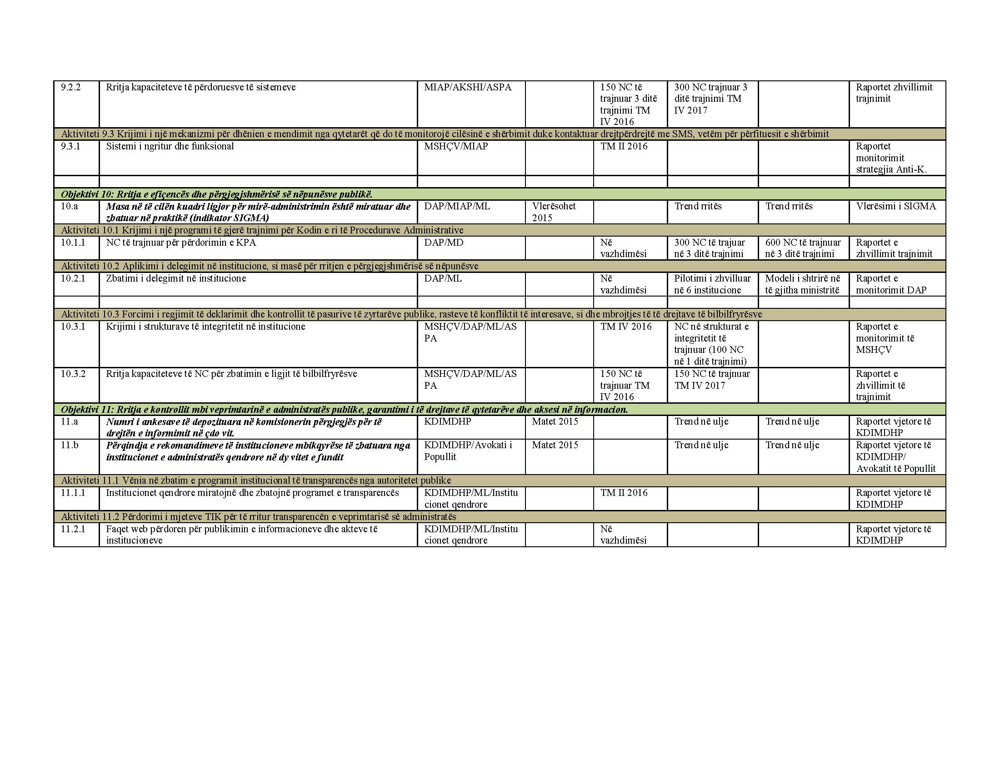 9.2.2
Rritja kapaciteteve të përdoruesve të sistemeve
MIAP/AKSHI/ASPA
150 NC të
trajnuar 3 ditë
trajnimi TM
IV 2016
300 NC trajnuar 3
ditë trajnimi TM
IV 2017
Raportet zhvillimit
trajnimit
Aktiviteti 9.3 Krijimi i një mekanizmi për dhënien e mendimit nga qytetarët që do të monitorojë cilësinë e shërbimit duke kontaktuar drejtpërdrejtë me SMS, vetëm për përfituesit e shërbimit
9.3.1
Sistemi i ngritur dhe funksional
MSHÇV/MIAP
TM II 2016
Raportet
monitorimit
strategjia Anti-K.
Objektivi 10: Rritja e efiçencës dhe përgjegjshmërisë së nëpunësve publikë.
10.a
Masa në të cilën kuadri ligjor për mirë-administrimin është miratuar dhe
zbatuar në praktikë (indikator SIGMA)
DAP/MIAP/ML
Vlerësohet
2015
Trend rritës
Trend rritës
Vlerësimi i SIGMA
Aktiviteti 10.1 Krijimi i një programi të gjerë trajnimi për Kodin e ri të Procedurave Administrative
10.1.1
NC të trajnuar për përdorimin e KPA
DAP/MD
Në
vazhdimësi
300 NC të trajuar
në 3 ditë trajnimi
600 NC të trajnuar
në 3 ditë trajnimi
Raportet e
zhvillimit trajnimit
Aktiviteti 10.2 Aplikimi i delegimit në institucione, si masë për rritjen e përgjegjshmërisë së nëpunësve
10.2.1
Zbatimi i delegimit në institucione
DAP/ML
Në
vazhdimësi
Pilotimi i zhvilluar
në 6 institucione
Modeli i shtrirë në
të gjitha ministritë
Raportet e
monitorimit DAP
Aktiviteti 10.3 Forcimi i regjimit të deklarimit dhe kontrollit të pasurive të zyrtarëve publike, rasteve të konfliktit të interesave, si dhe mbrojtjes të të drejtave të bilbilfryrësve
10.3.1
Krijimi i strukturave të integritetit në institucione
MSHÇV/DAP/ML/AS
PA
TM IV 2016
NC në strukturat e
integritetit të
trajnuar (100 NC
në 1 ditë trajnimi)
Raportet e
monitorimit të
MSHÇV
10.3.2
Rritja kapaciteteve të NC për zbatimin e ligjit të bilbilfryrësve
MSHÇV/DAP/ML/AS
PA
150 NC të
trajnuar TM
IV 2016
150 NC të trajnuar
TM IV 2017
Raportet e
zhvillimit të
trajnimit
Objektivi 11: Rritja e kontrollit mbi veprimtarinë e administratës publike, garantimi i të drejtave të qytetarëve dhe aksesi në informacion.
11.a
Numri i ankesave të depozituara në komisionerin përgjegjës për të
drejtën e informimit në çdo vit.
KDIMDHP
Matet 2015
Trend në ulje
Trend në ulje
Raportet vjetore të
KDIMDHP
11.b
Përqindja e rekomandimeve të institucioneve mbikqyrëse të zbatuara nga
institucionet e administratës qendrore në dy vitet e fundit
KDIMDHP/Avokati i
Popullit
Matet 2015
Trend në ulje
Trend në ulje
Raportet vjetore të
KDIMDHP/
Avokatit të Popullit
Aktiviteti 11.1 Vënia në zbatim e programit institucional të transparencës nga autoritetet publike
11.1.1
Institucionet qendrore miratojnë dhe zbatojnë programet e transparencës
KDIMDHP/ML/Institu
cionet qendrore
TM II 2016
Raportet vjetore të
KDIMDHP
Aktiviteti 11.2 Përdorimi i mjeteve TIK për të rritur transparencën e veprimtarisë së administratës
11.2.1
Faqet web përdoren për publikimin e informacioneve dhe akteve të
institucioneve
KDIMDHP/ML/Institu
cionet qendrore
Në
vazhdimësi
Raportet vjetore të
KDIMDHP